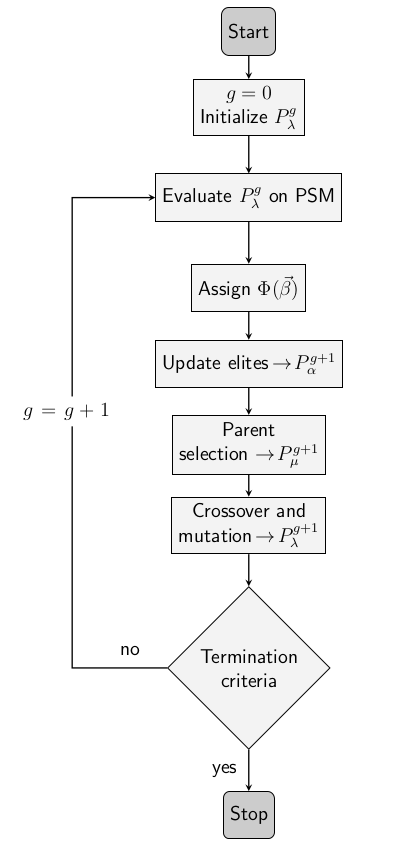 Start
g = 0
Initialize P_λ^g
Evaluate P_λ^g on PSM
Assign Φ(β⃗)
Update elites → P_α^{g+1}
Parent
selection → P_μ^{g+1}
Crossover and
mutation → P_λ^{g+1}
g = g + 1
Termination
criteria
no
yes
Stop